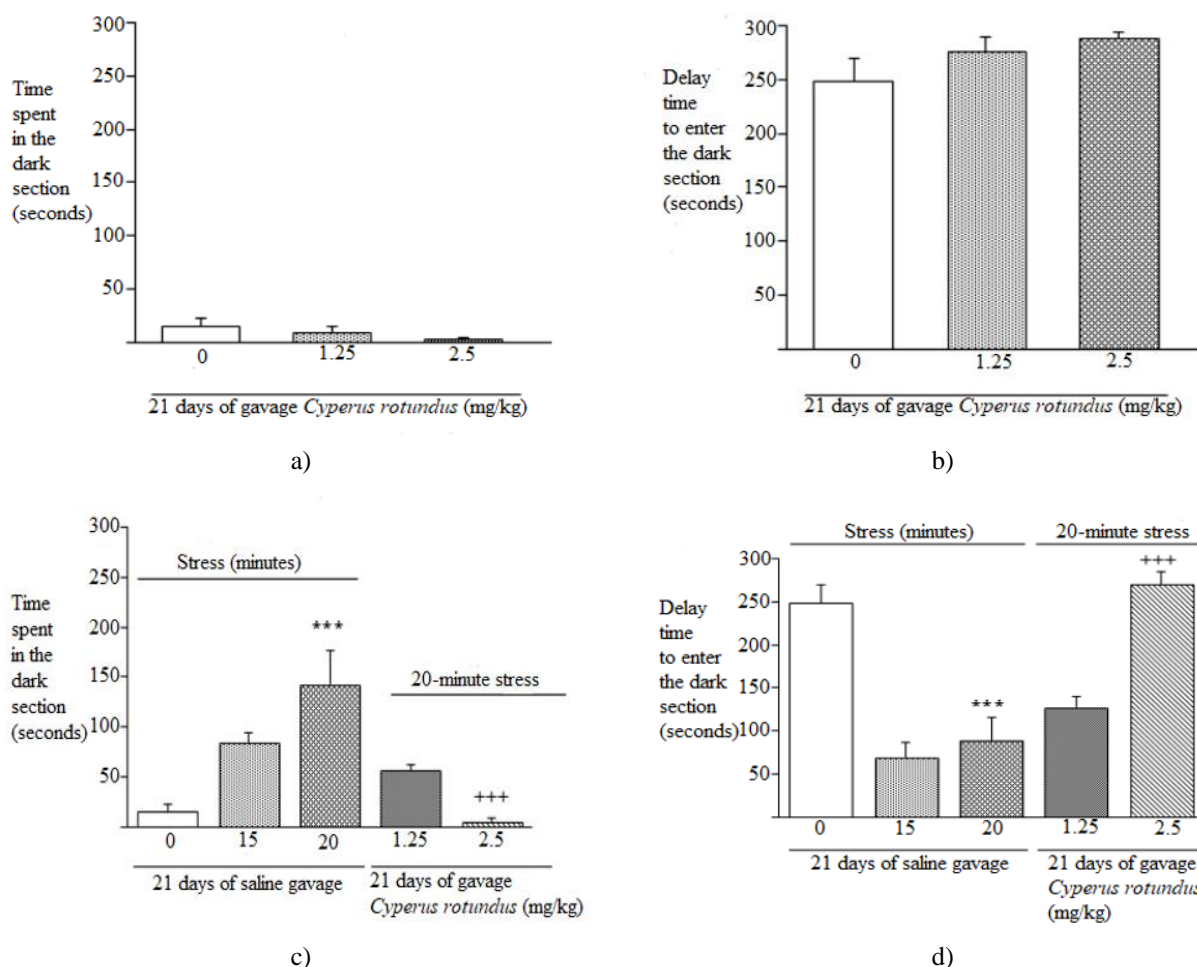 300
250
200
150
100
50
Time
spent
in the
dark
section
(seconds)
0 1.25 2.5
21 days of gavage Cyperus rotundus (mg/kg)
a)
300
250
200
150
100
50
Delay
time
to enter
the dark
section
(seconds)
0 1.25 2.5
21 days of gavage Cyperus rotundus (mg/kg)
b)
300
250
200
150
100
50
Time
spent
in the
dark
section
(seconds)
Stress (minutes)
***
20-minute stress
+++
0 15 20 1.25 2.5
21 days of saline gavage
21 days of gavage
Cyperus rotundus (mg/kg)
c)
Stress (minutes)
20-minute stress
300
250
200
150
100
50
Delay
time
to enter
the dark
section
(seconds)
***
+++
0 15 20 1.25 2.5
21 days of saline gavage
21 days of gavage
Cyperus rotundus
(mg/kg)
d)